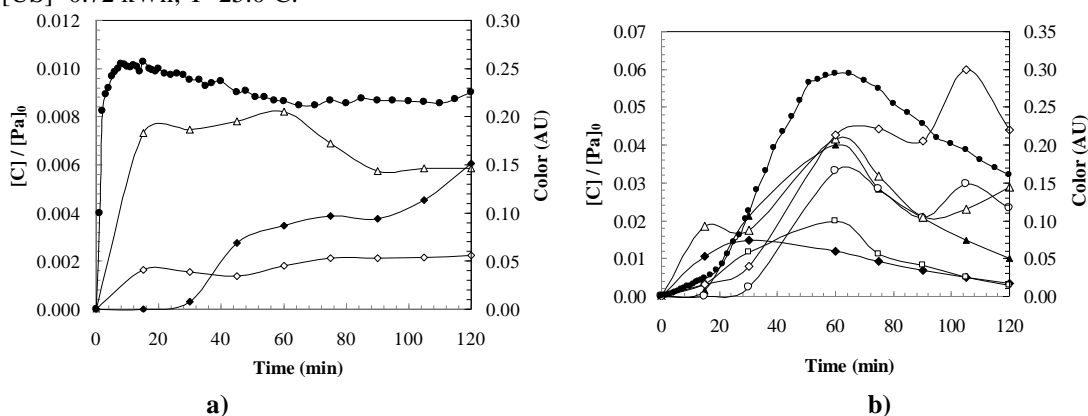 [US]=0.72 kWh, T=25.0ºC.
0.012 0.30 0.07 0.35
0.010 0.25 0.06 0.30
0.008 0.20 0.05 0.25
0.006 0.15 0.04 0.20
0.004 0.10 0.03 0.15
0.002 0.05 0.02 0.10
0.01 0.05
0.000 0.00 0.00 0.00
[C] / [Pa]₀ Color (AU) [C] / [Pa]₀ Color (AU)
0 20 40 60 80 100 120 0 20 40 60 80 100 120
Time (min) Time (min)
a) b)